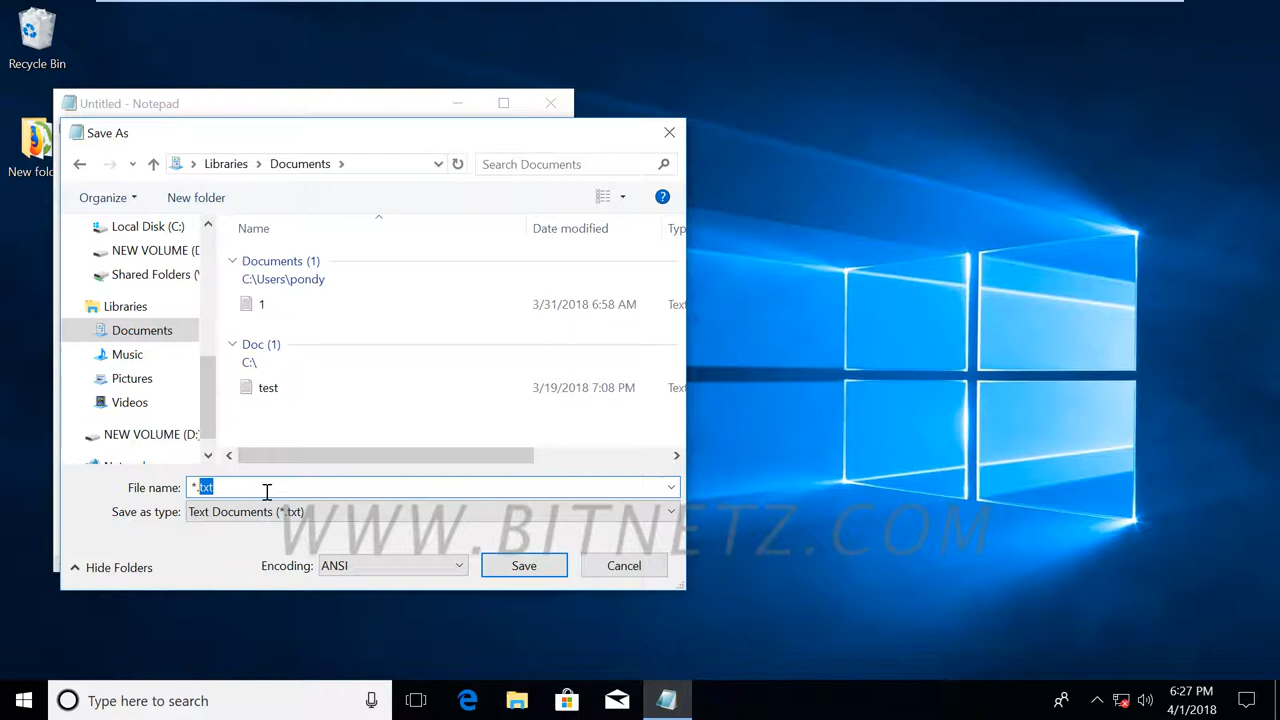 Recycle Bin
New fol
Untitled - Notepad
Save As
Libraries > Documents >
Search Documents
Organize
New folder
Local Disk (C:)
NEW VOLUME (D
Shared Folders (\
Libraries
Documents
Music
Pictures
Videos
NEW VOLUME (D:)
Name
Date modified
Typ
Documents (1)
C:\Users\pondy
1
3/31/2018 6:58 AM
Text
Doc (1)
C:\
test
3/19/2018 7:08 PM
Text
File name:
*.txt
Save as type:
Text Documents (*.txt)
WWW.BITNETZ.COM
Hide Folders
Encoding:
ANSI
Save
Cancel
Type here to search
6:27 PM
4/1/2018